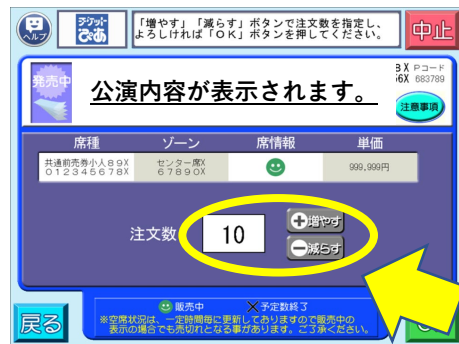 ヘルプ
チケット
ぴあ
「増やす」「減らす」ボタンで注文数を指定し、
よろしければ「ＯＫ」ボタンを押してください。
中止
発売中
公演内容が表示されます。
Pコード
683789
注意事項
席種
ゾーン
席情報
単価
共通前売券小人８９X
０１２３４５６７８X
センター席X
６７８９０X
999,999円
注文数
10
増やす
減らす
販売中
予定数終了
※空席状況は、一定時間毎に更新しておりますので販売中の
表示の場合でも売切れとなる事があります。ご了承ください。
戻る